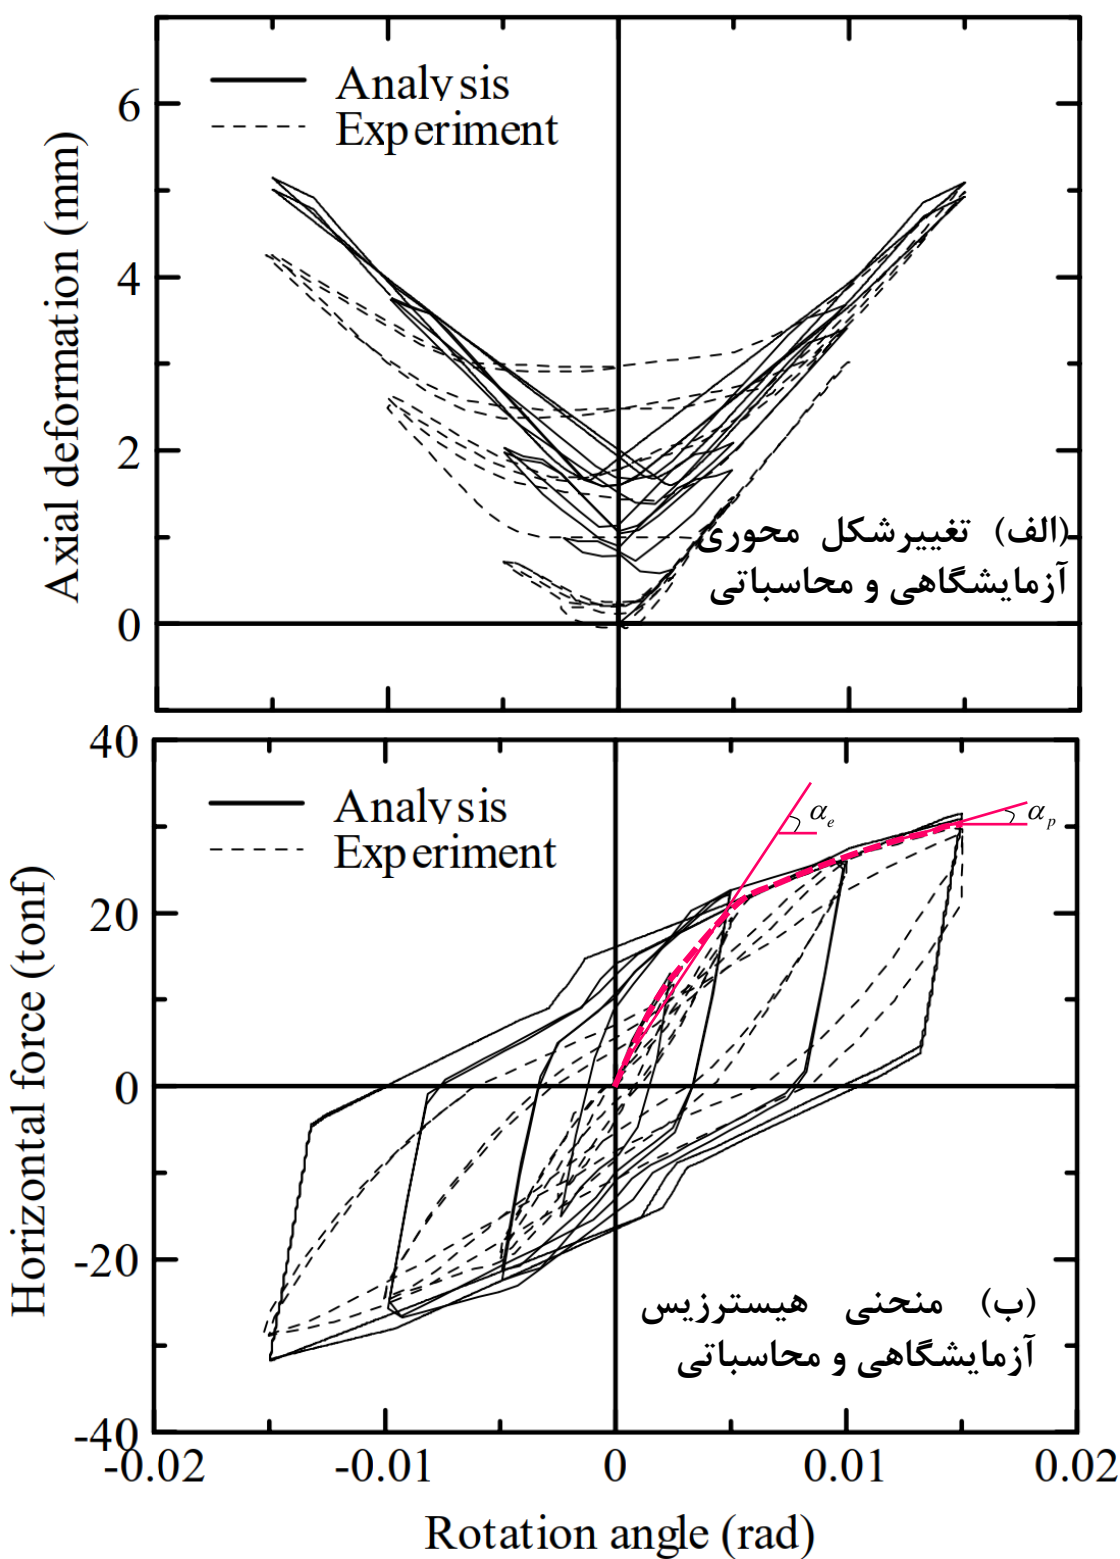 Analysis
Experiment
6
4
2
0
Axial deformation (mm)
(الف) تغییرشکل محوری
آزمایشگاهی و محاسباتی
40
20
0
-20
-40
Analysis
Experiment
αe
αp
Horizontal force (tonf)
(ب) منحنی هیسترزیس
آزمایشگاهی و محاسباتی
-0.02 -0.01 0 0.01 0.02
Rotation angle (rad)